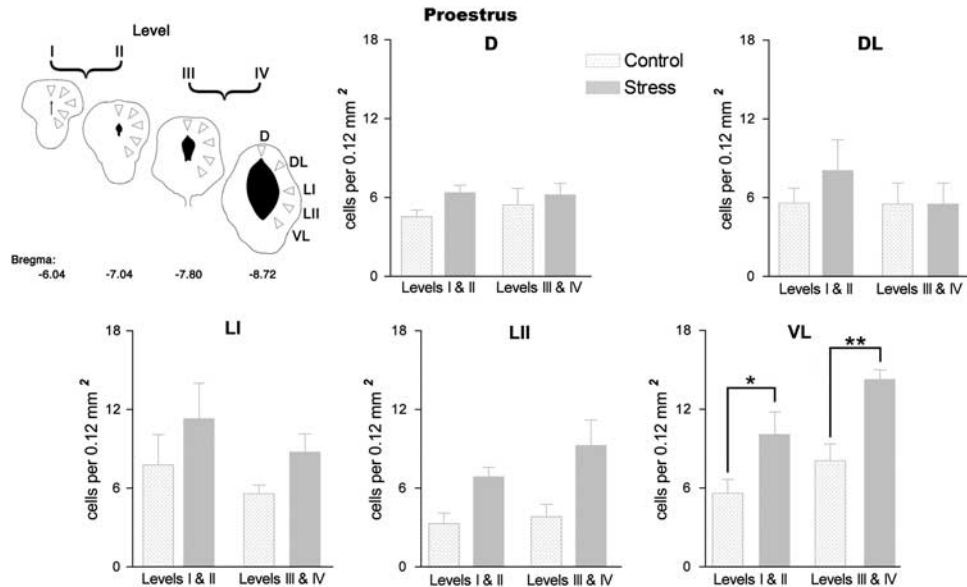 Proestrus
Level
I II
III IV
D
DL
LI
LII
VL
Bregma:
-6.04 -7.04 -7.80 -8.72
D
Control
Stress
cells per 0.12 mm 2
18
12
6
0
Levels I & II Levels III & IV
DL
cells per 0.12 mm 2
18
12
6
0
Levels I & II Levels III & IV
LI
cells per 0.12 mm 2
18
12
6
0
Levels I & II Levels III & IV
LII
cells per 0.12 mm 2
18
12
6
0
Levels I & II Levels III & IV
VL
cells per 0.12 mm 2
18
12
6
0
*
**
Levels I & II Levels III & IV